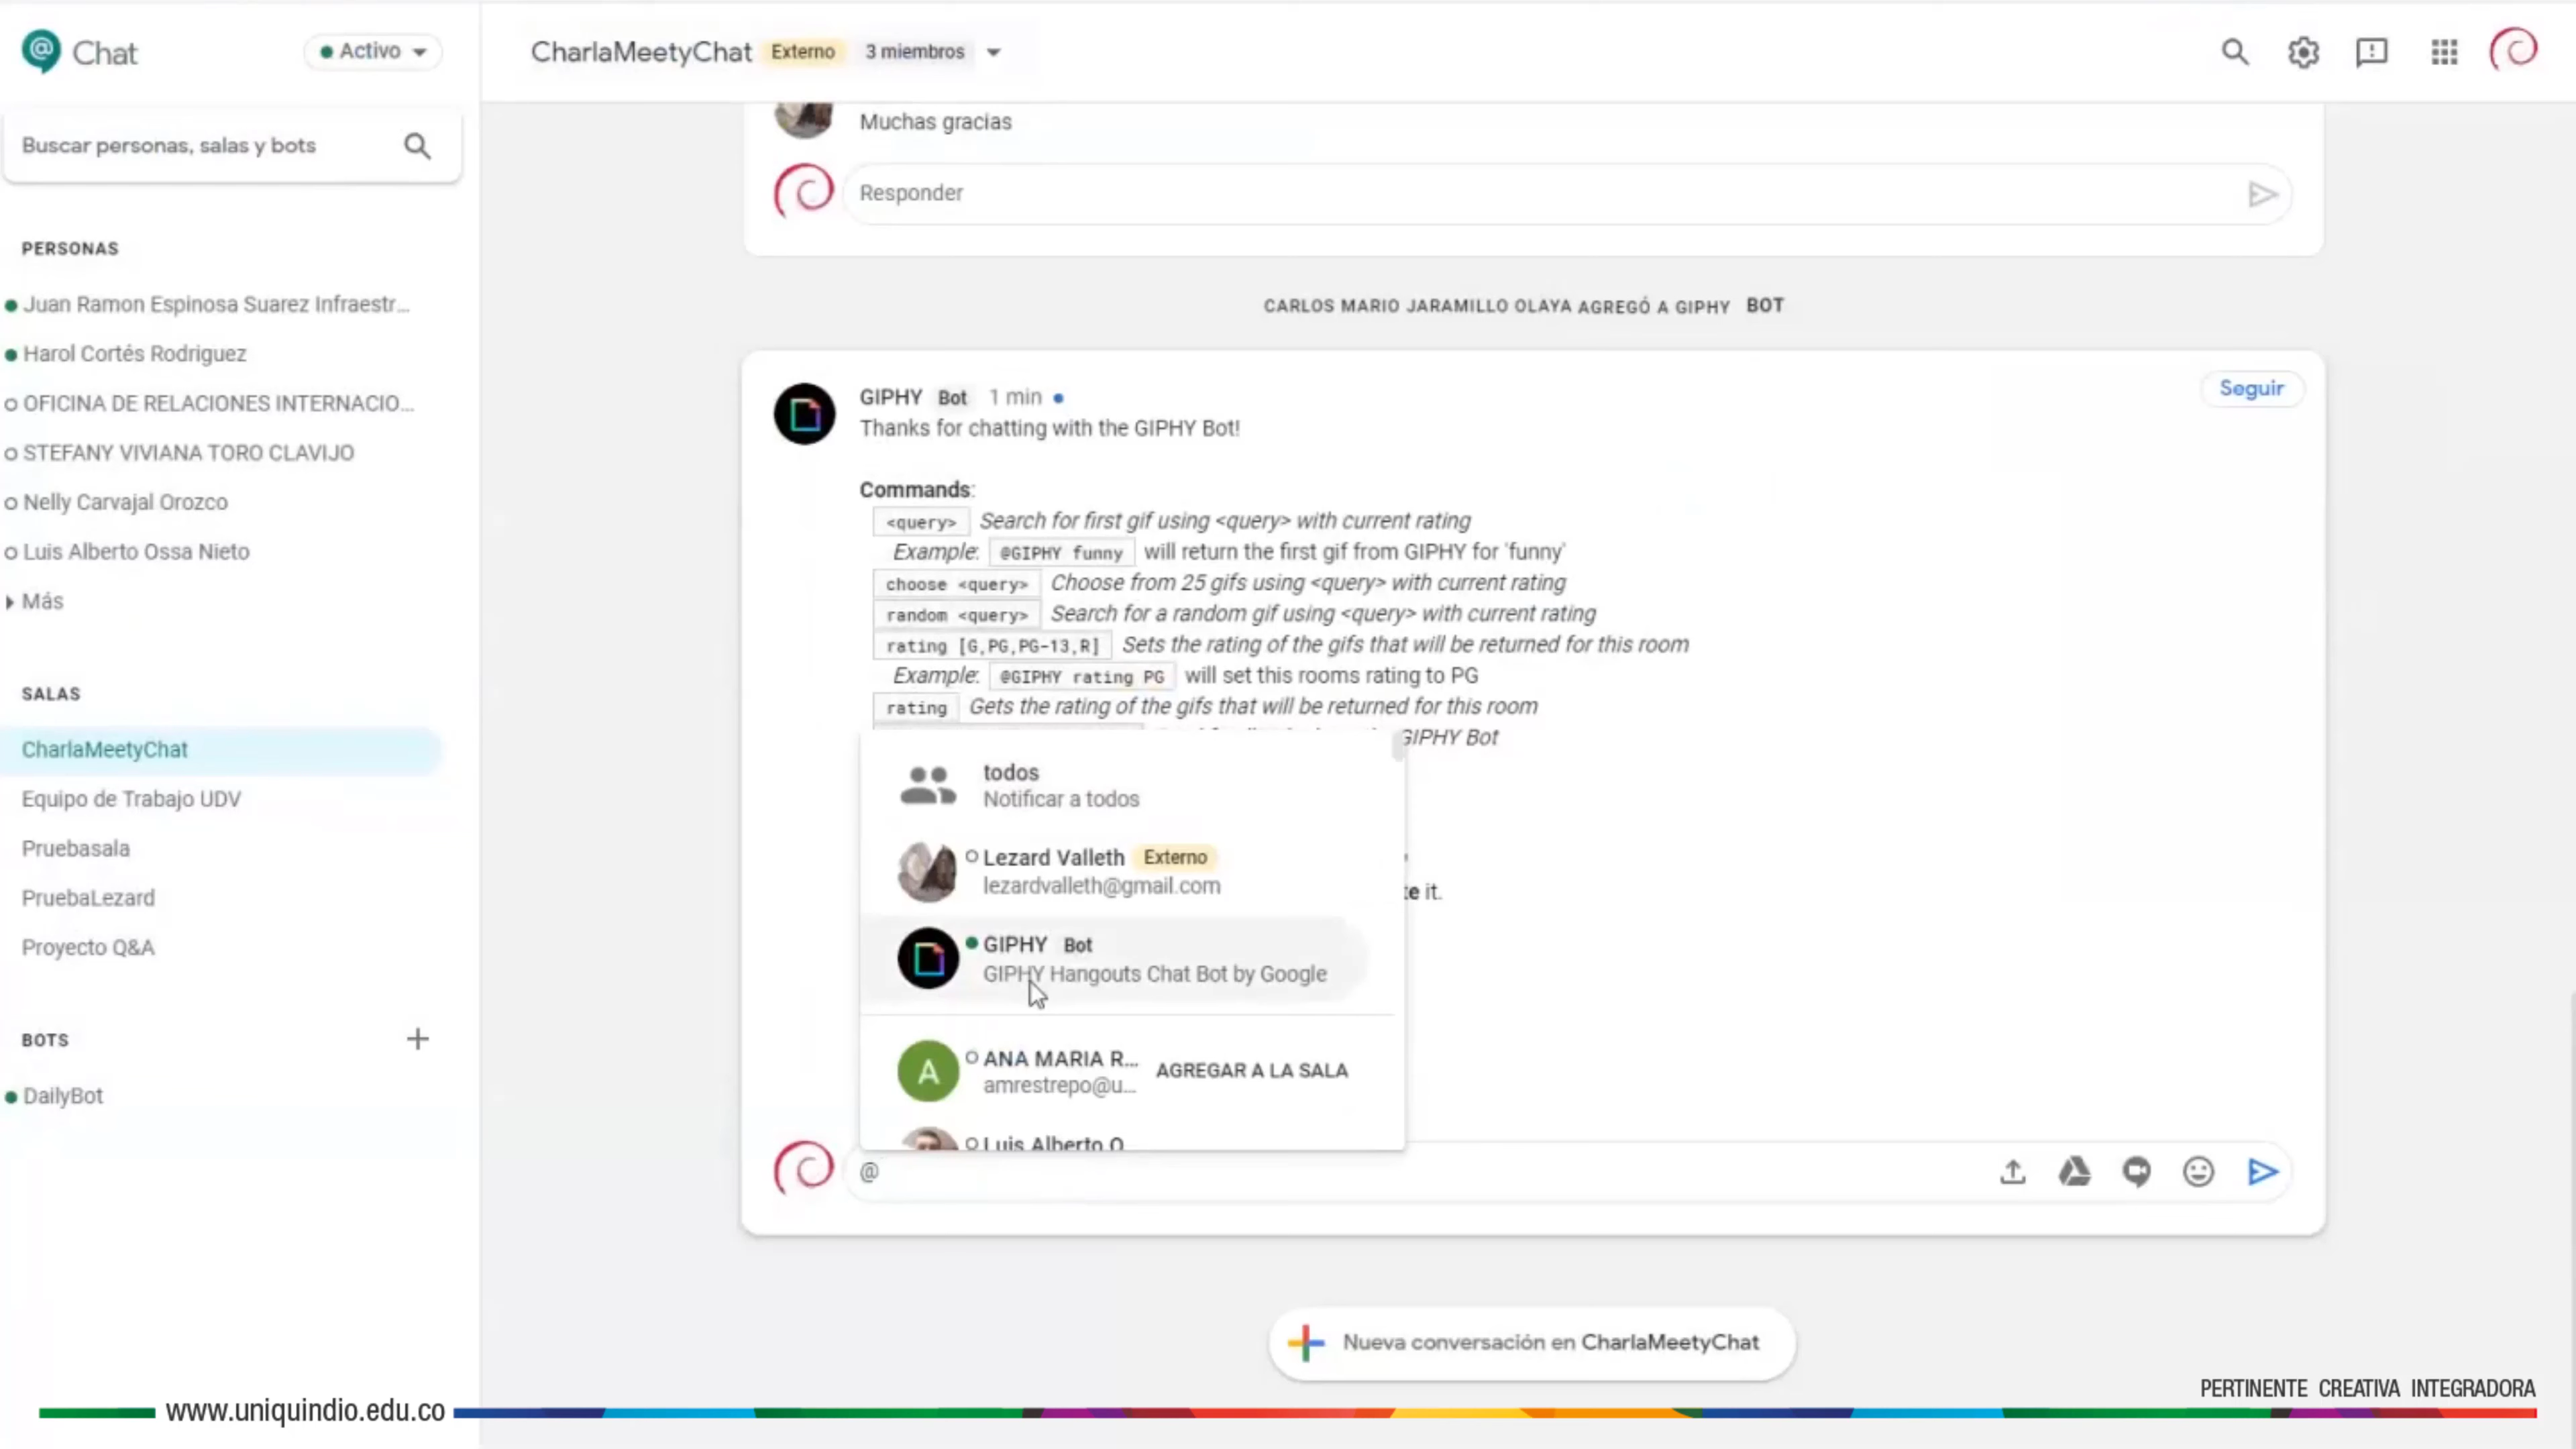 Chat
Activo
CharlaMeetyChat Externo 3 miembros
Buscar personas, salas y bots
PERSONAS
Juan Ramon Espinosa Suarez Infraestr...
Harol Cortés Rodriguez
OFICINA DE RELACIONES INTERNACIO...
STEFANY VIVIANA TORO CLAVIJO
Nelly Carvajal Orozco
Luis Alberto Ossa Nieto
Más
SALAS
CharlaMeetyChat
Equipo de Trabajo UDV
Pruebasala
PruebaLezard
Proyecto Q&A
BOTS
DailyBot
Muchas gracias
Responder
CARLOS MARIO JARAMILLO OLAYA AGREGÓ A GIPHY BOT
GIPHY Bot 1 min
Seguir
Thanks for chatting with the GIPHY Bot!
Commands:
<query> Search for first gif using <query> with current rating
Example: @GIPHY funny will return the first gif from GIPHY for 'funny'
choose <query> Choose from 25 gifs using <query> with current rating
random <query> Search for a random gif using <query> with current rating
rating [G,PG,PG-13,R] Sets the rating of the gifs that will be returned for this room
Example: @GIPHY rating PG will set this rooms rating to PG
rating Gets the rating of the gifs that will be returned for this room
GIPHY Bot
todos
Notificar a todos
Lezard Valleth Externo
lezardvalleth@gmail.com
it.
GIPHY Bot
GIPHY Hangouts Chat Bot by Google
ANA MARIA R...
amrestrepo@u...
AGREGAR A LA SALA
Luis Alberto O
@
Nueva conversación en CharlaMeetyChat
PERTINENTE CREATIVA INTEGRADORA
www.uniquindio.edu.co